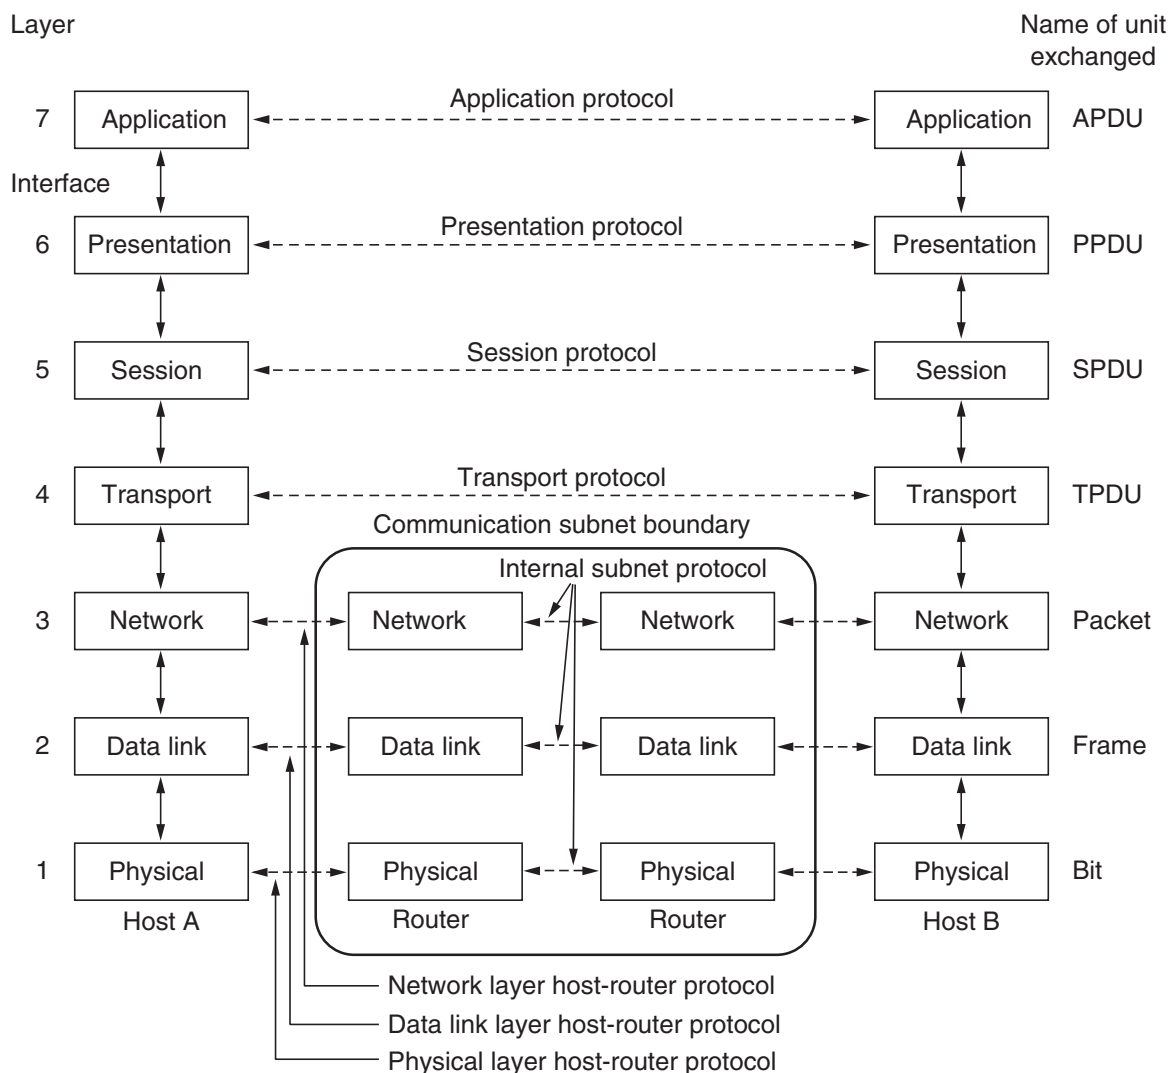 Layer
Name of unit
exchanged
Application protocol
7 Application Application APDU
Interface
Presentation protocol
6 Presentation Presentation PPDU
Session protocol
5 Session Session SPDU
Transport protocol
4 Transport Transport TPDU
Communication subnet boundary
Internal subnet protocol
3 Network Network Network Network Packet
2 Data link Data link Data link Data link Frame
1 Physical Physical Physical Physical Bit
Host A Router Router Host B
Network layer host-router protocol
Data link layer host-router protocol
Physical layer host-router protocol